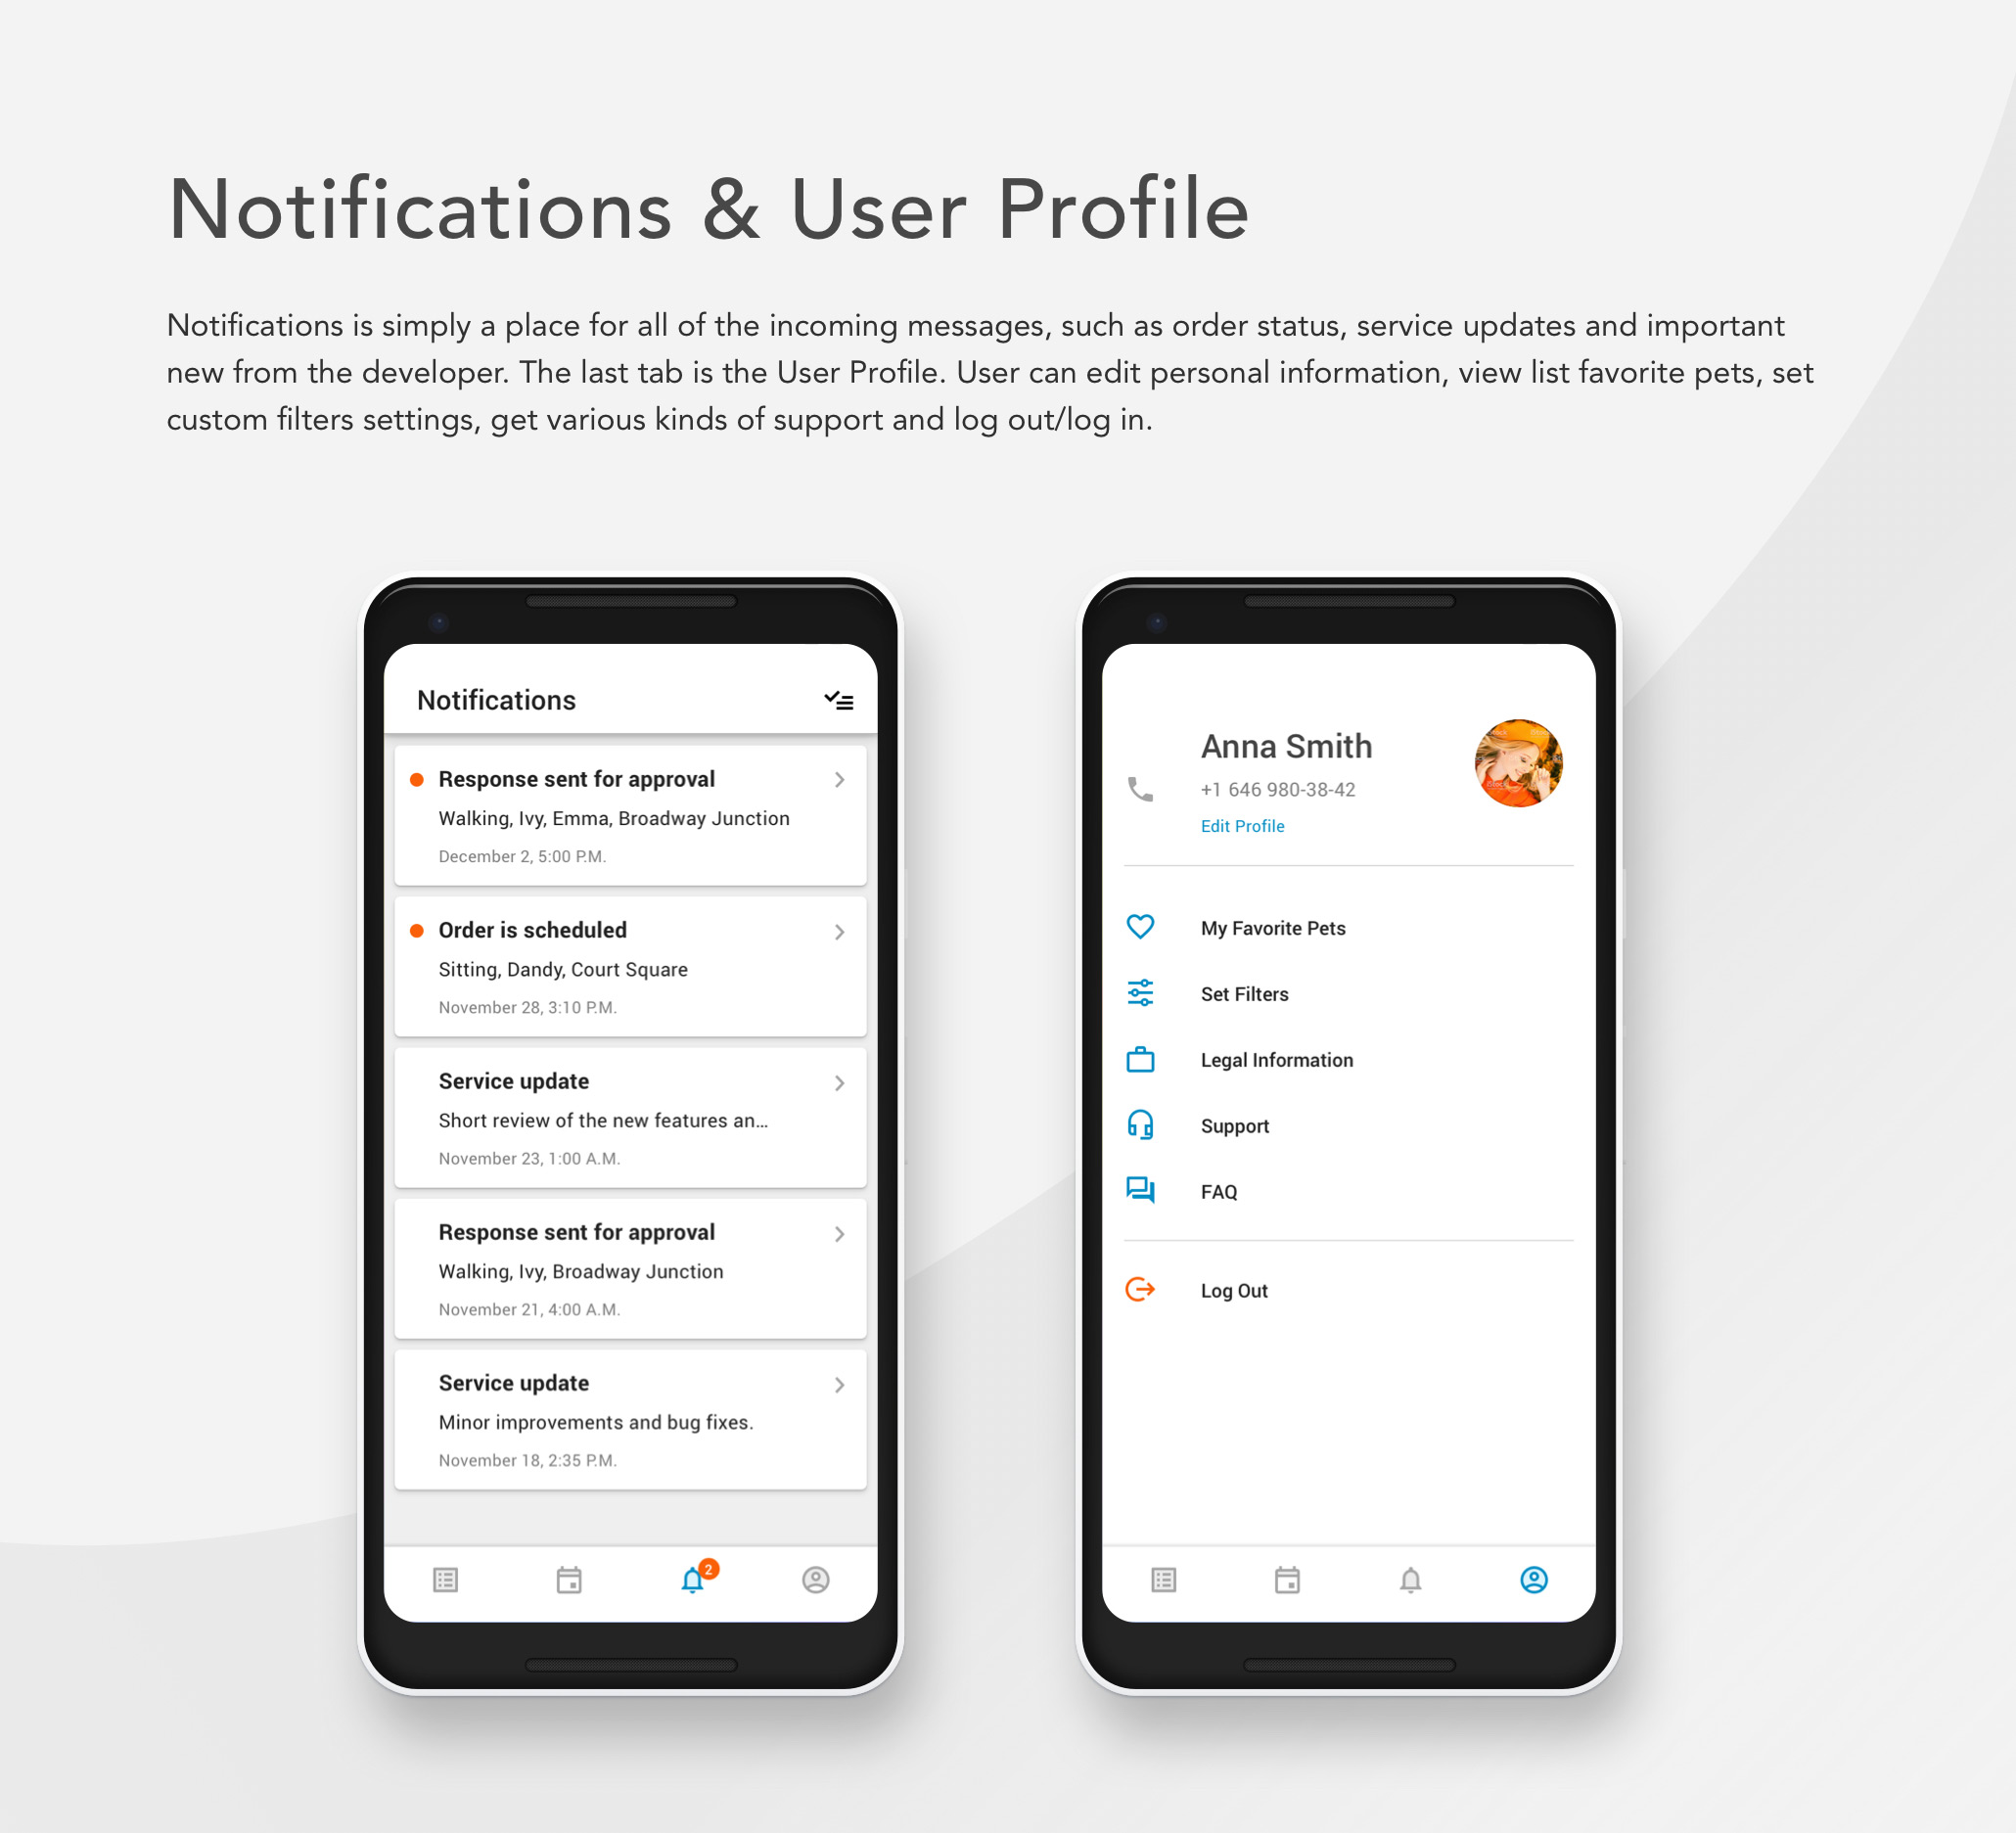 Notifications & User Profile
Notifications is simply a place for all of the incoming messages, such as order status, service updates and important
new from the developer. The last tab is the User Profile. User can edit personal information, view list favorite pets, set
custom filters settings, get various kinds of support and log out/log in.
Notifications
Response sent for approval
Walking, Ivy, Emma, Broadway Junction
December 2, 5:00 P.M.
Order is scheduled
Sitting, Dandy, Court Square
November 28, 3:10 P.M.
Service update
Short review of the new features an...
November 23, 1:00 A.M.
Response sent for approval
Walking, Ivy, Broadway Junction
November 21, 4:00 A.M.
Service update
Minor improvements and bug fixes.
November 18, 2:35 P.M.
2
Anna Smith
+1 646 980-38-42
Edit Profile
My Favorite Pets
Set Filters
Legal Information
Support
FAQ
Log Out